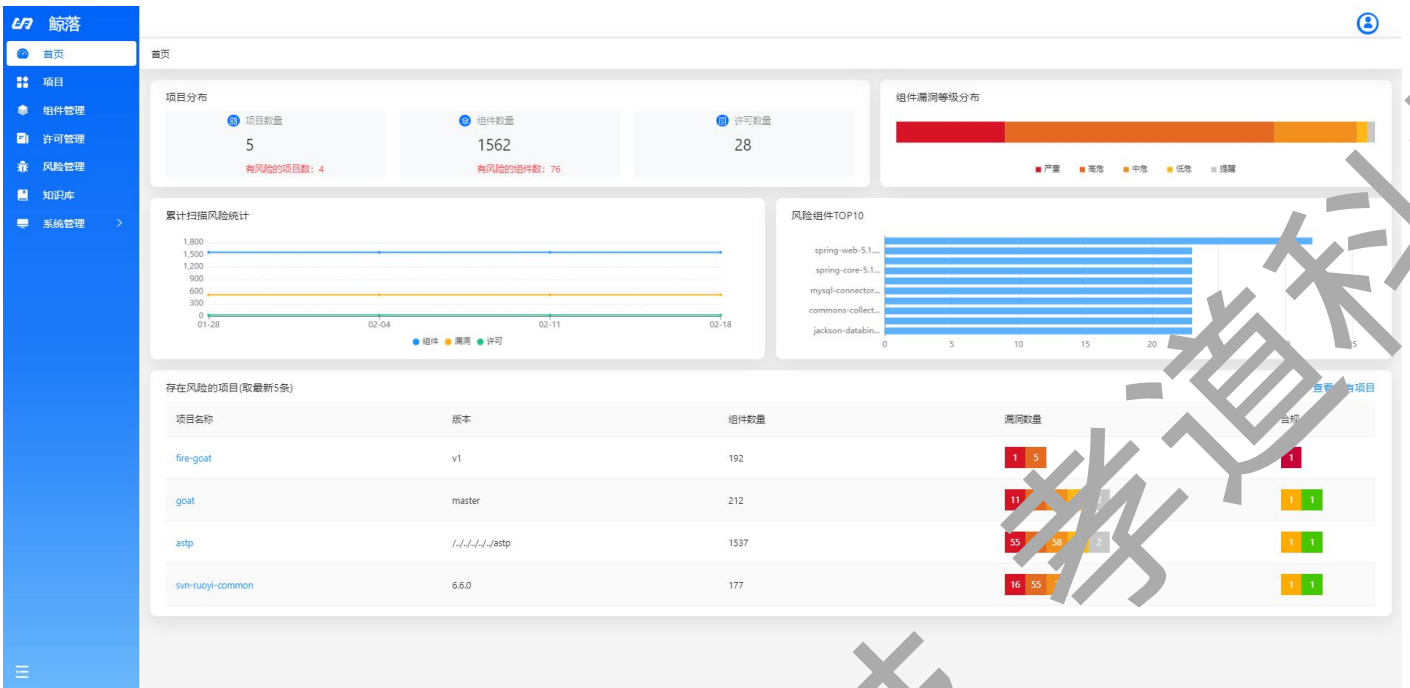 鲸落
首页
项目
组件管理
许可管理
风险管理
知识库
系统管理
首页
项目分布
项目数量
5
有风险的项目数: 4
组件数量
1562
有风险的组件数: 76
许可数量
28
组件漏洞等级分布
严重 高危 中危 低危 提醒
累计扫描风险统计
1,800
1,500
1,200
900
600
300
0
01-28 02-04 02-11 02-18
组件 漏洞 许可
风险组件TOP10
spring-web-5.1...
spring-core-5.1...
mysql-connector...
commons-collect...
jackson-databin...
0 5 10 15 20
存在风险的项目(取最新5条)
项目名称 版本 组件数量 漏洞数量
fire-goat v1 192 1 5 1
goat master 212 11 1 1
astp /../../../../../astp 1537 55 58 2 1 1
svn-ruoyi-common 6.6.0 177 16 55 1 1